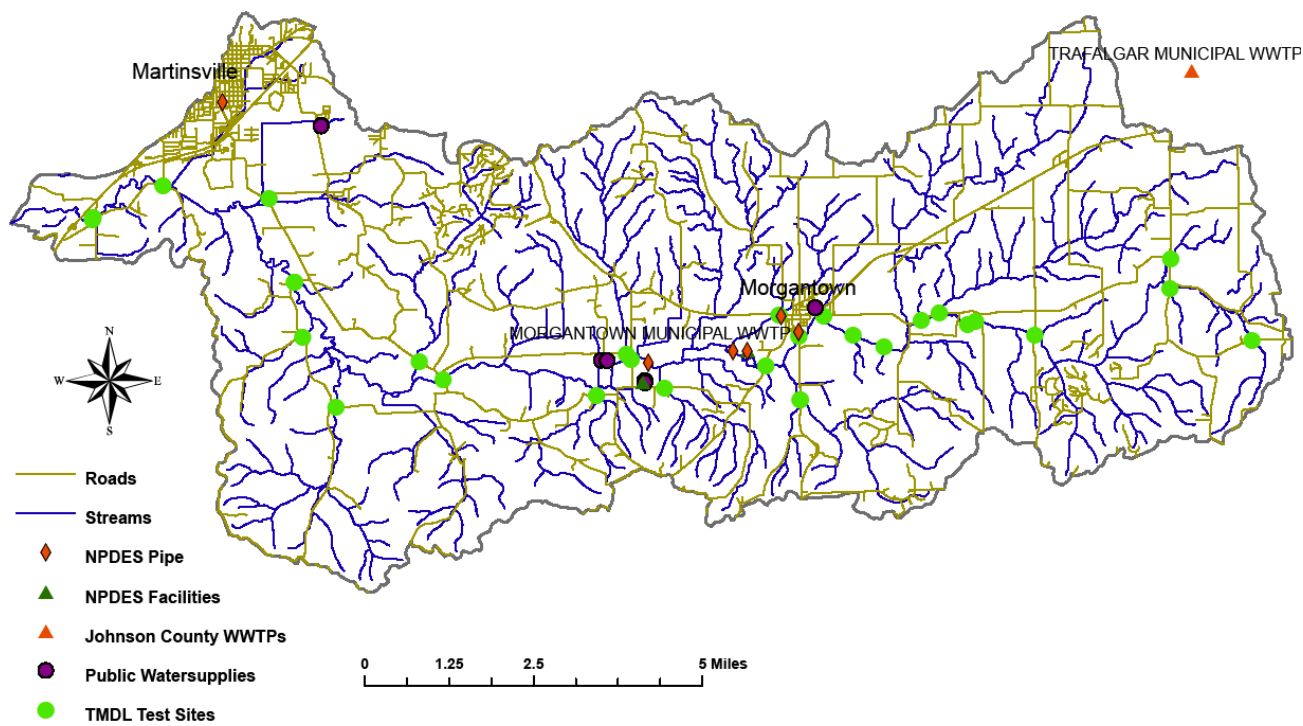 TRAFALGAR MUNICIPAL WWTP
Martinsville
Morgantown
MORGANTOWN MUNICIPAL WWTP
N
W
E
S
Roads
Streams
NPDES Pipe
NPDES Facilities
Johnson County WWTPs
Public Watersupplies
TMDL Test Sites
0 1.25 2.5 5 Miles